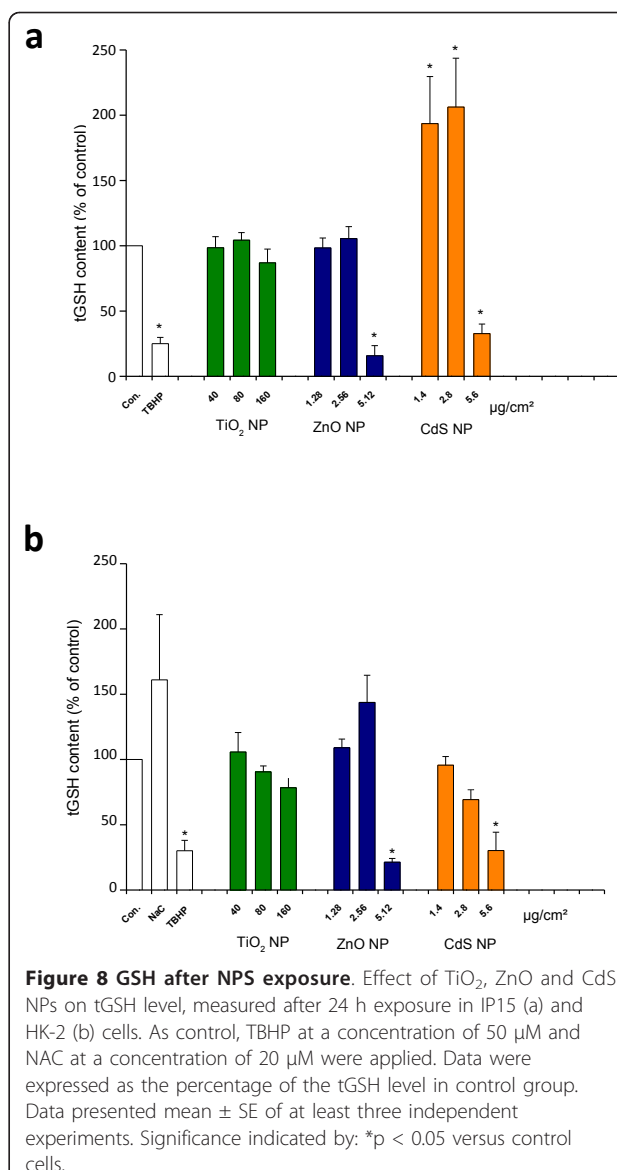 a
250
200
150
100
50
0
tGSH content (% of control)
* * * * *
Con. TBHP 40 80 160 1.28 2.56 5.12 1.4 2.8 5.6 µg/cm²
TiO₂ NP ZnO NP CdS NP
b
250
200
150
100
50
0
tGSH content (% of control)
* * *
Con. NaC TBHP 40 80 160 1.28 2.56 5.12 1.4 2.8 5.6 µg/cm²
TiO₂ NP ZnO NP CdS NP
Figure 8 GSH after NPS exposure. Effect of TiO₂, ZnO and CdS
NPs on tGSH level, measured after 24 h exposure in IP15 (a) and
HK-2 (b) cells. As control, TBHP at a concentration of 50 µM and
NAC at a concentration of 20 µM were applied. Data were
expressed as the percentage of the tGSH level in control group.
Data presented mean ± SE of at least three independent
experiments. Significance indicated by: *p < 0.05 versus control
cells.